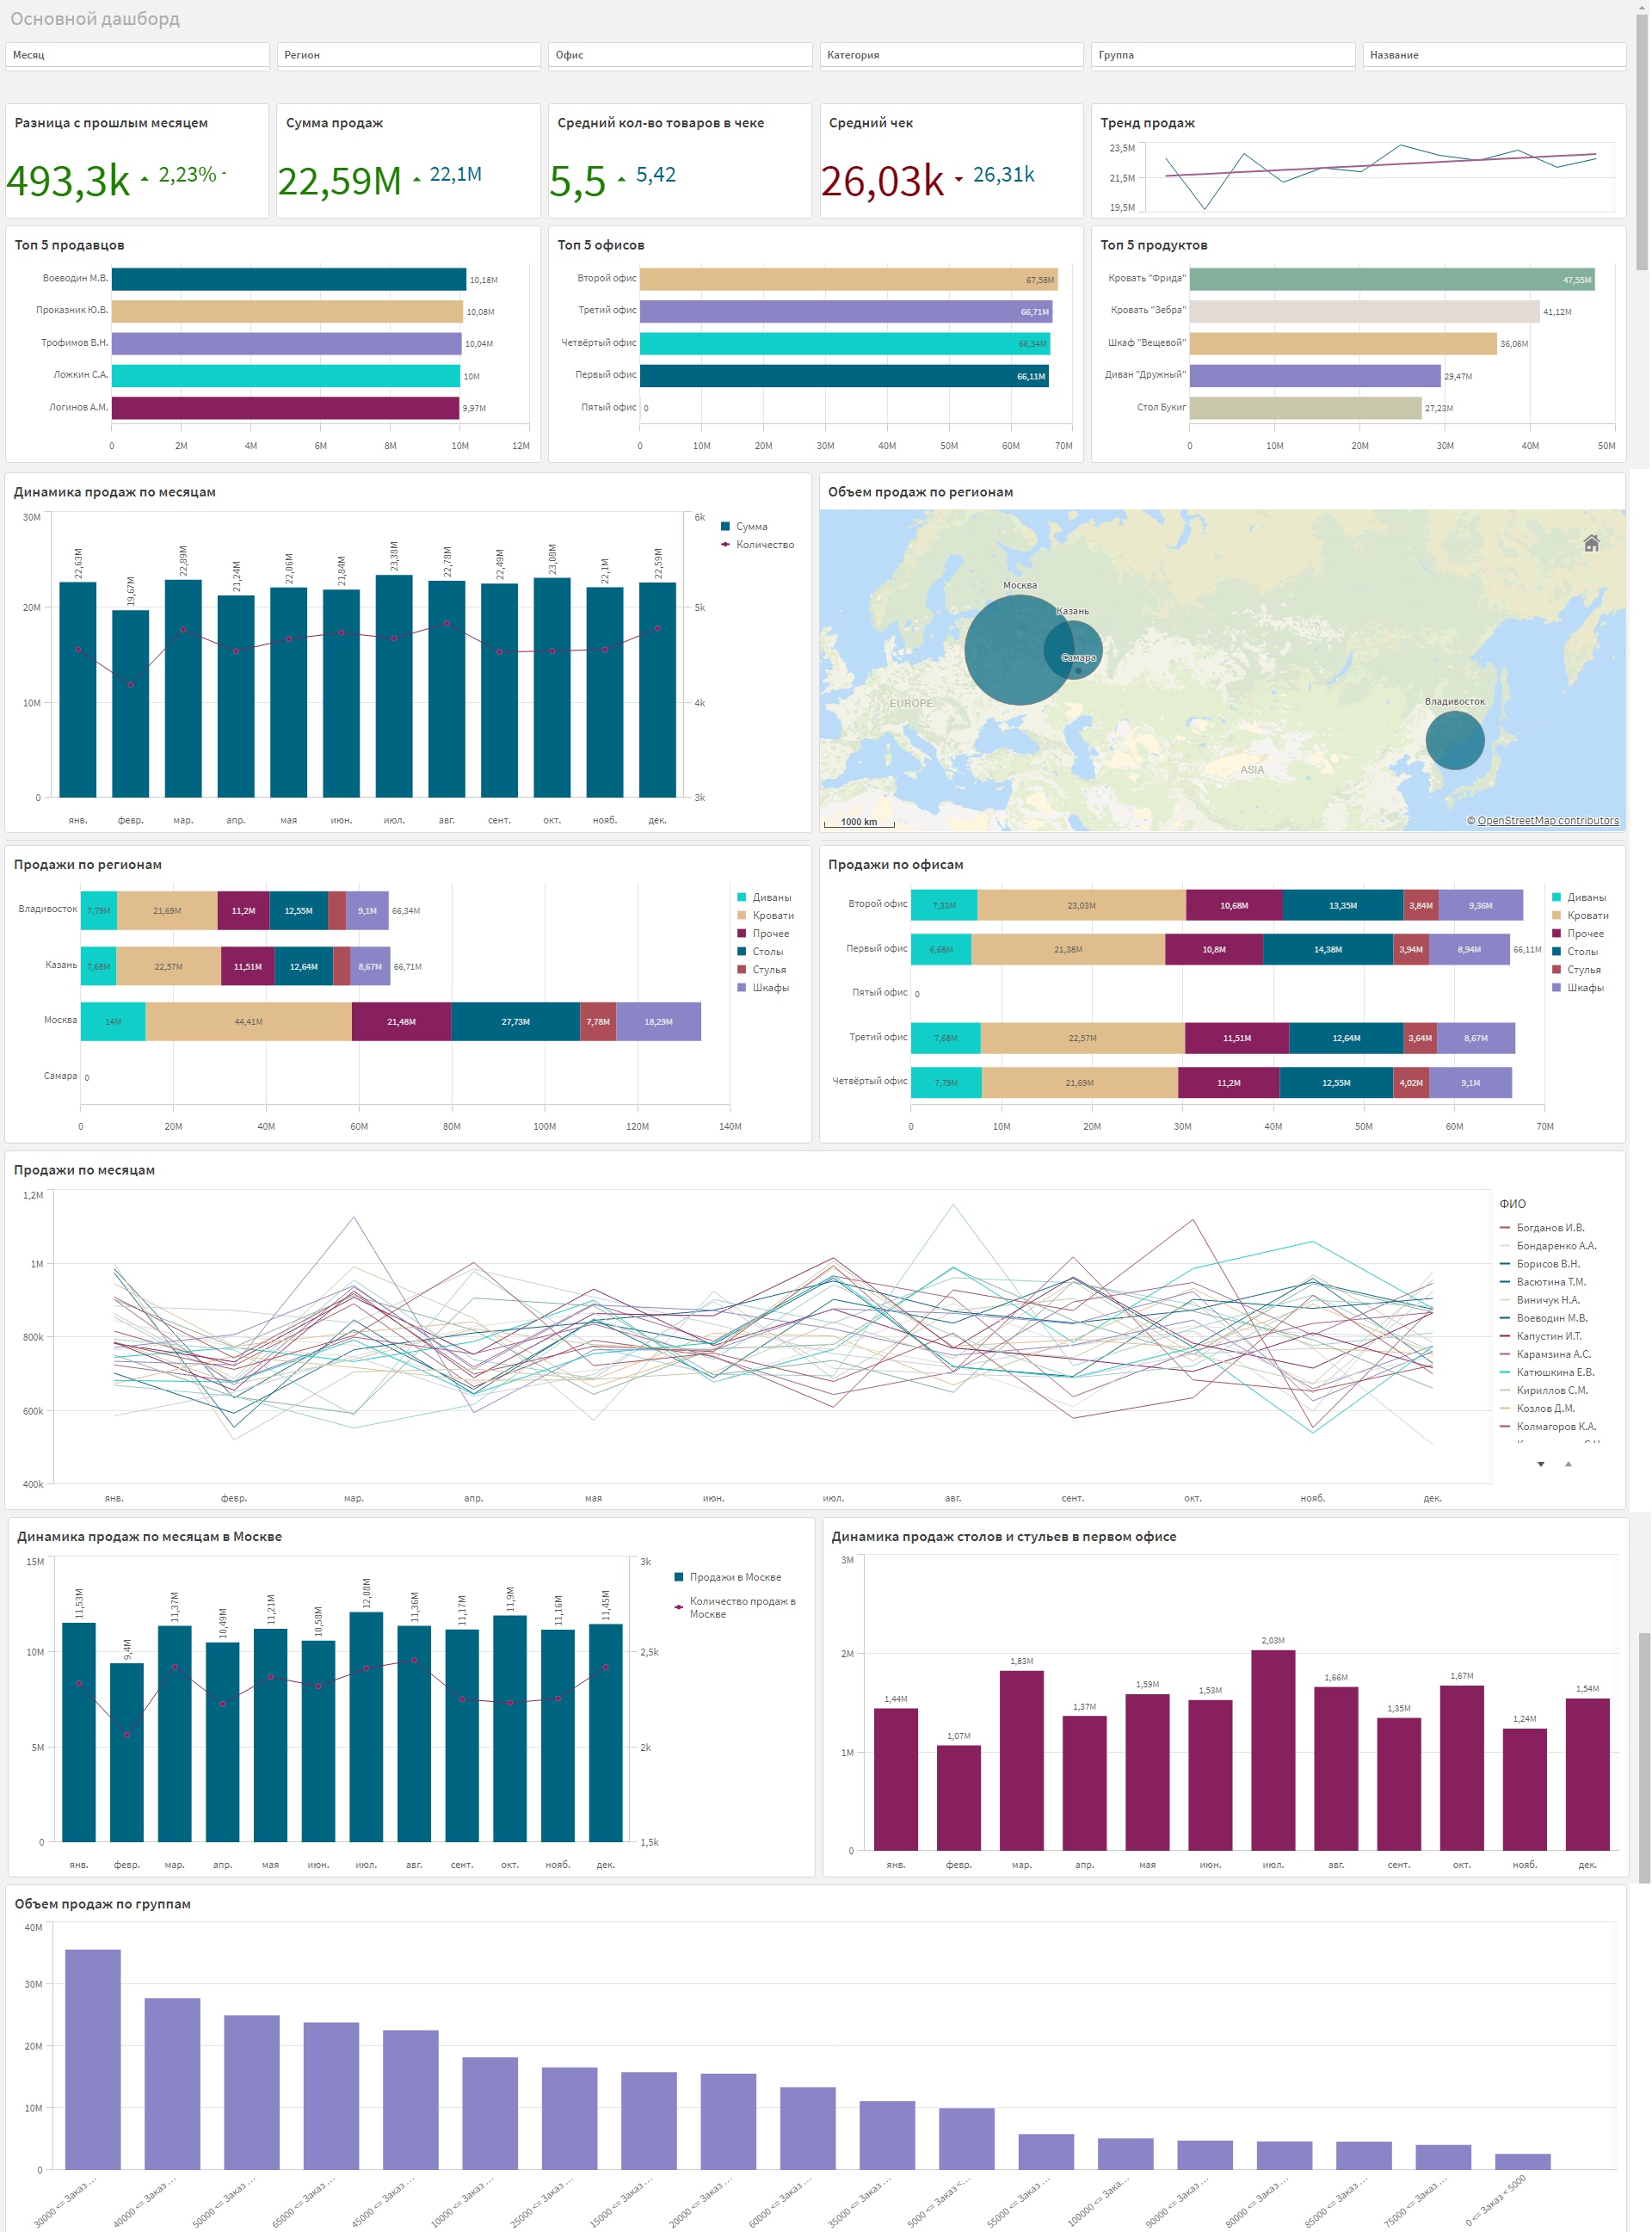 Основной дашборд
Месяц
Регион
Офис
Категория
Группа
Название
Разница с прошлым месяцем
493,3k 2,23%
Сумма продаж
22,59M 22,1M
Средний кол-во товаров в чеке
5,5 5,42
Средний чек
26,03k 26,31k
Тренд продаж
23,5M
21,5M
19,5M
Топ 5 продавцов
Воеводин М.В. 10,18M
Проказник Ю.В. 10,08M
Трофимов В.Н. 10,04M
Ложкин С.А. 10M
Логинов А.М. 9,97M
0 2M 4M 6M 8M 10M 12M
Топ 5 офисов
Второй офис 67,58M
Третий офис 66,71M
Четвёртый офис 66,34M
Первый офис 66,11M
Пятый офис 0
0 10M 20M 30M 40M 50M 60M 70M
Топ 5 продуктов
Кровать "Фрида" 47,55M
Кровать "Зебра" 41,12M
Шкаф "Вещевой" 36,06M
Диван "Дружный" 29,47M
Стол Букиг 27,23M
0 10M 20M 30M 40M 50M
Динамика продаж по месяцам
30M
20M
10M
0
22,63M 19,67M 22,89M 21,24M 22,06M 21,84M 23,38M 22,78M 22,49M 23,08M 22,1M 22,59M
6k
5k
4k
3k
янв. февр. мар. апр. мая июн. июл. авг. сент. окт. нояб. дек.
Сумма
Количество
Объем продаж по регионам
Москва
Казань
Самара
Владивосток
EUROPE
ASIA
1000 km
© OpenStreetMap contributors
Продажи по регионам
Владивосток 7,79M 21,69M 11,2M 12,55M 9,1M 66,34M
Казань 7,68M 22,57M 11,51M 12,64M 8,67M 66,71M
Москва 14M 44,41M 21,48M 27,73M 7,78M 18,29M
Самара 0
0 20M 40M 60M 80M 100M 120M 140M
Диваны
Кровати
Прочее
Столы
Стулья
Шкафы
Продажи по офисам
Второй офис 7,33M 23,03M 10,68M 13,35M 3,84M 9,36M
Первый офис 6,68M 21,38M 10,8M 14,38M 3,94M 8,94M 66,11M
Пятый офис 0
Третий офис 7,68M 22,57M 11,51M 12,64M 3,64M 8,67M
Четвёртый офис 7,79M 21,69M 11,2M 12,55M 4,02M 9,1M
0 10M 20M 30M 40M 50M 60M 70M
Диваны
Кровати
Прочее
Столы
Стулья
Шкафы
Продажи по месяцам
1,2M
1M
800k
600k
400k
янв. февр. мар. апр. мая июн. июл. авг. сент. окт. нояб. дек.
ФИО
Богданов И.В.
Бондаренко А.А.
Борисов В.Н.
Васютина Т.М.
Виничук Н.А.
Воеводин М.В.
Капустин И.Т.
Карамзина А.С.
Катюшкина Е.В.
Кириллов С.М.
Козлов Д.М.
Колмагоров К.А.
Динамика продаж по месяцам в Москве
15M
10M
5M
0
11,53M 9,4M 11,37M 10,49M 11,21M 10,58M 12,08M 11,36M 11,17M 11,9M 11,16M 11,45M
3k
2,5k
2k
1,5k
янв. февр. мар. апр. мая июн. июл. авг. сент. окт. нояб. дек.
Продажи в Москве
Количество продаж в
Москве
Динамика продаж столов и стульев в первом офисе
3M
2M
1M
0
1,44M 1,07M 1,83M 1,37M 1,59M 1,53M 2,03M 1,66M 1,35M 1,67M 1,24M 1,54M
янв. февр. мар. апр. мая июн. июл. авг. сент. окт. нояб. дек.
Объем продаж по группам
40M
30M
20M
10M
0
30000 <= Заказ …
40000 <= Заказ …
50000 <= Заказ …
65000 <= Заказ …
45000 <= Заказ …
10000 <= Заказ …
25000 <= Заказ …
15000 <= Заказ …
20000 <= Заказ …
60000 <= Заказ …
35000 <= Заказ …
5000 <= Заказ <…
55000 <= Заказ …
100000 <= Зака…
90000 <= Заказ …
80000 <= Заказ …
85000 <= Заказ …
75000 <= Заказ …
0 <= Заказ < 5000